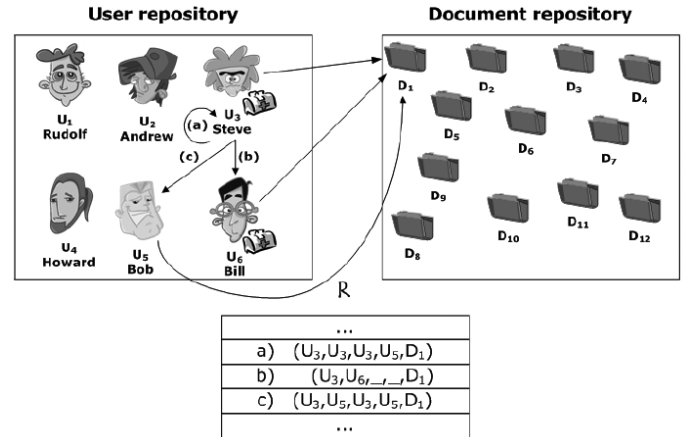 User repository
Document repository
U₁
Rudolf
U₂
Andrew
U₃
Steve
(a)
(c)
(b)
U₄
Howard
U₅
Bob
U₆
Bill
D₁
D₂
D₃
D₄
D₅
D₆
D₇
D₉
D₈
D₁₀
D₁₁
D₁₂
R
...
a) (U₃,U₃,U₃,U₅,D₁)
b) (U₃,U₆,_,_,D₁)
c) (U₃,U₅,U₃,U₅,D₁)
...